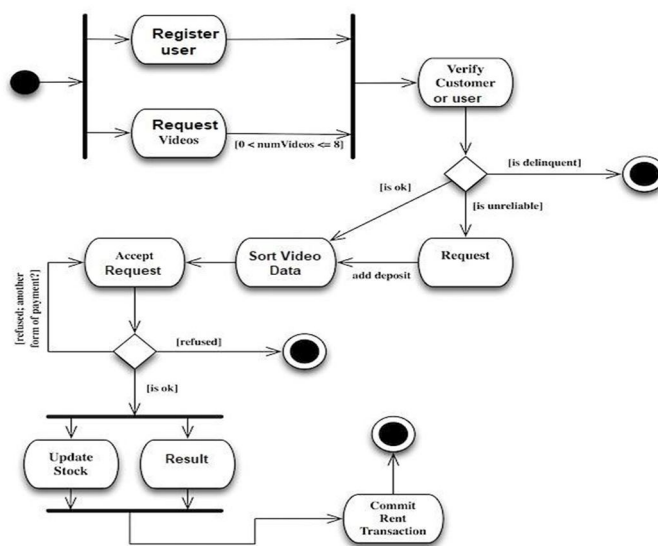 Register
user
Request
Videos
[0 < numVideos <= 8]
Verify
Customer
or user
[is delinquent]
[is ok]
[is unreliable]
Request
add deposit
Sort Video
Data
Accept
Request
[refused; another
form of payment?]
[refused]
[is ok]
Update
Stock
Result
Commit
Rent
Transaction